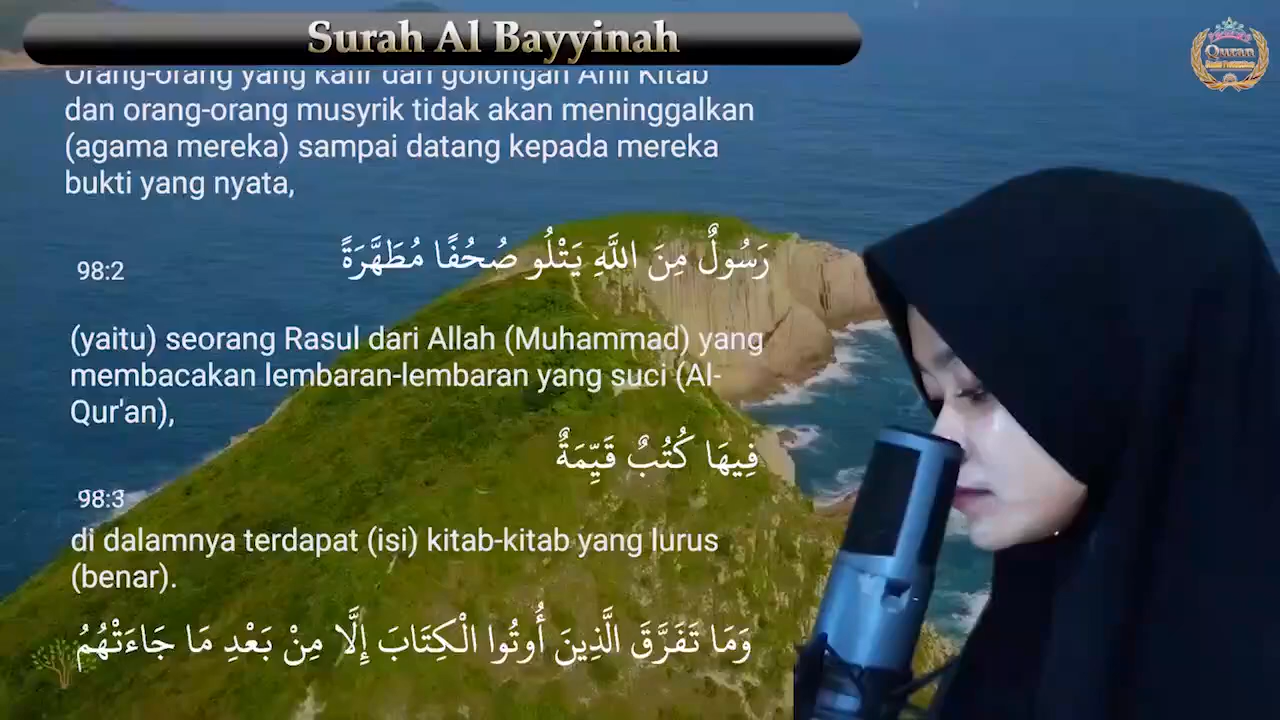 Surah Al Bayyinah
Quran
Orang-orang yang kafir dari golongan Ahli Kitab
dan orang-orang musyrik tidak akan meninggalkan
(agama mereka) sampai datang kepada mereka
bukti yang nyata,
رَسُولٌ مِنَ اللَّهِ يَتْلُو صُحُفًا مُطَهَّرَةً
98:2
(yaitu) seorang Rasul dari Allah (Muhammad) yang
membacakan lembaran-lembaran yang suci (Al-
Qur'an),
فِيهَا كُتُبٌ قَيِّمَةٌ
98:3
di dalamnya terdapat (isi) kitab-kitab yang lurus
(benar).
وَمَا تَفَرَّقَ الَّذِينَ أُوتُوا الْكِتَابَ إِلَّا مِنْ بَعْدِ مَا جَاءَتْهُمُ